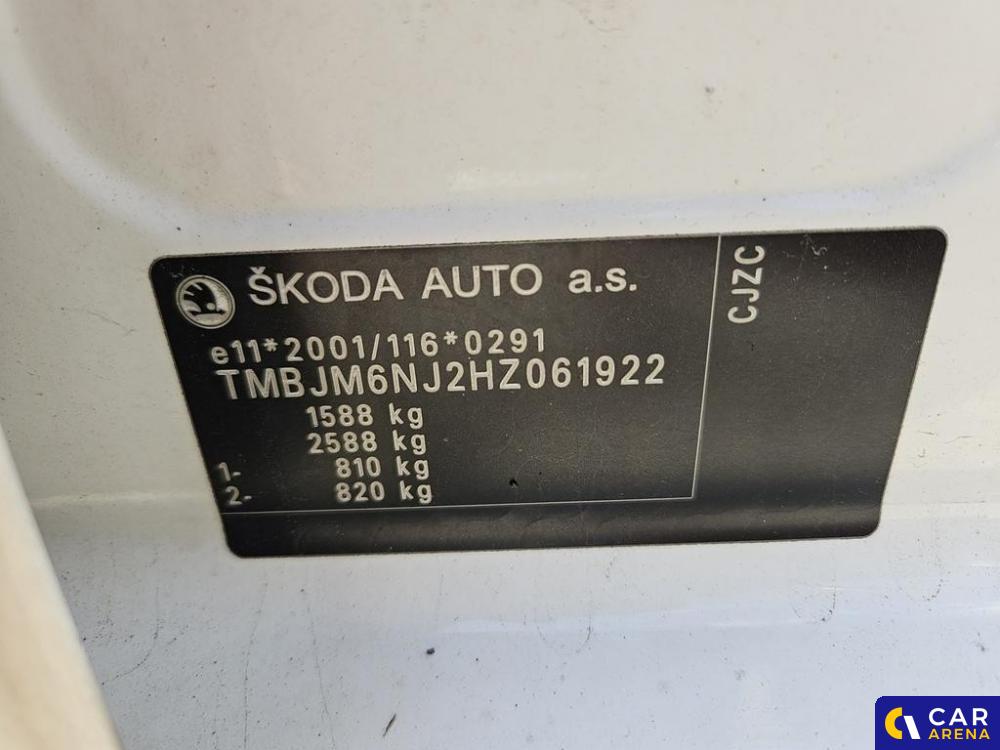 ŠKODA AUTO a.s.
e11*2001/116*0291
TMBJM6NJ2HZ061922
1588 kg
2588 kg
1- 810 kg
2- 820 kg
CJZC
CAR
ARENA